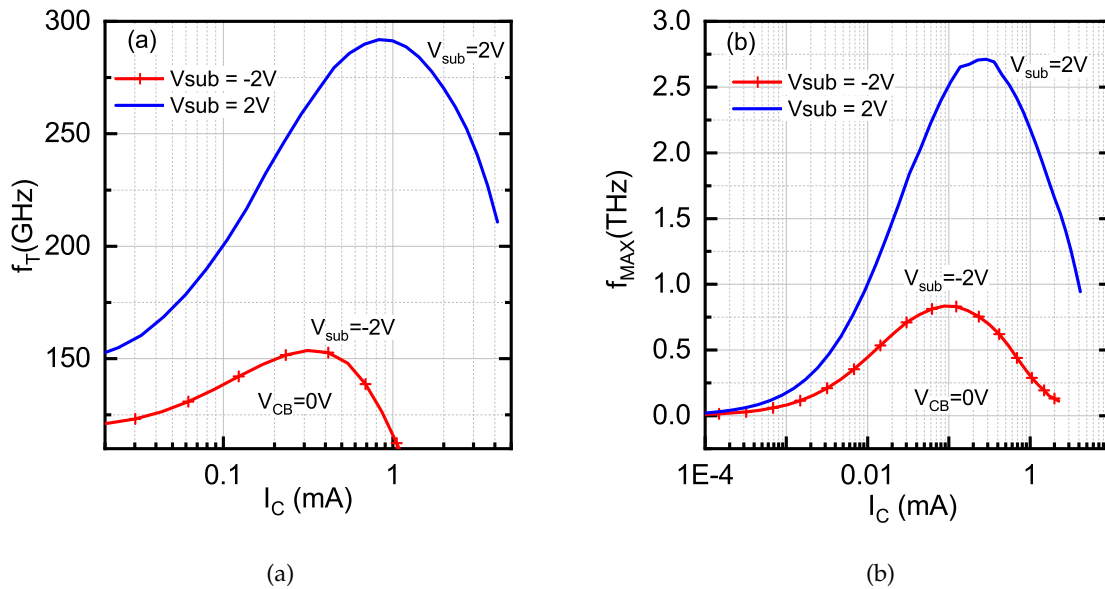 (a)
Vsub = -2V
Vsub = 2V
V_sub=2V
V_sub=-2V
V_CB=0V
300
250
200
150
f_T(GHz)
0.1
1
I_C (mA)
(a)
(b)
Vsub = -2V
Vsub = 2V
V_sub=2V
V_sub=-2V
V_CB=0V
3.0
2.5
2.0
1.5
1.0
0.5
0.0
f_MAX(THz)
1E-4
0.01
1
I_C (mA)
(b)